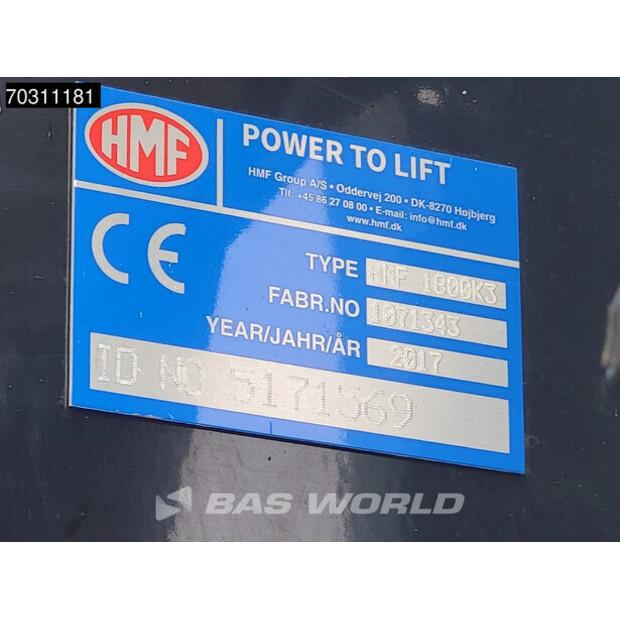 70311181
HMF
POWER TO LIFT
HMF Group A/S • Oddervej 200 • DK-8270 Højbjerg
Tlf: +45 86 27 08 00 • E-mail: info@hmf.dk
www.hmf.dk
CE
TYPE HMF 1800K3
FABR.NO 1071343
YEAR/JAHR/ÅR 2017
ID NO 5171569
BAS WORLD